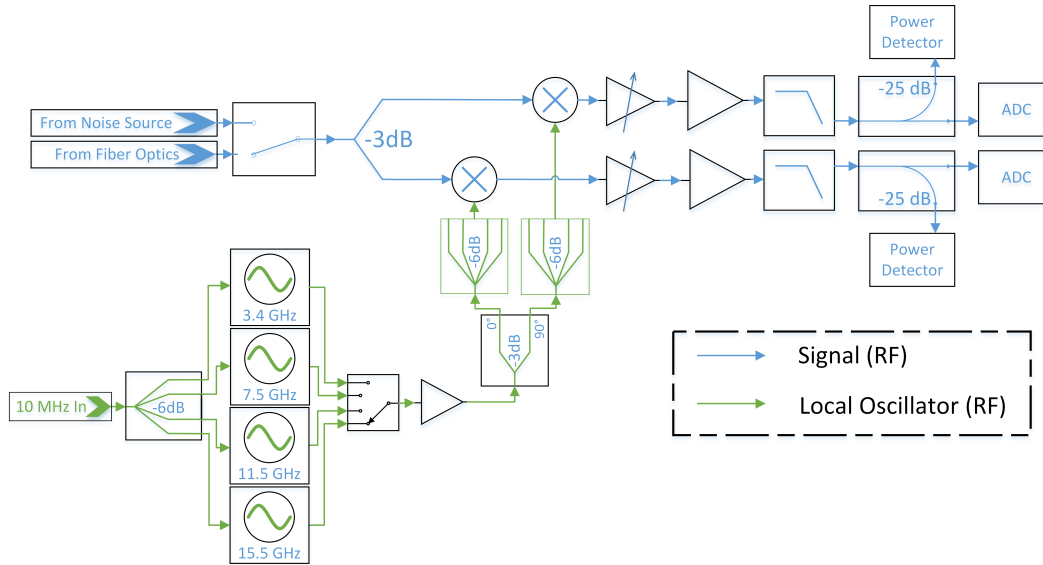 Power
Detector
From Noise Source
From Fiber Optics
-3dB
-25 dB
ADC
-25 dB
ADC
Power
Detector
-6dB
-6dB
3.4 GHz
0°
-3dB
90°
7.5 GHz
10 MHz In
-6dB
11.5 GHz
15.5 GHz
Signal (RF)
Local Oscillator (RF)